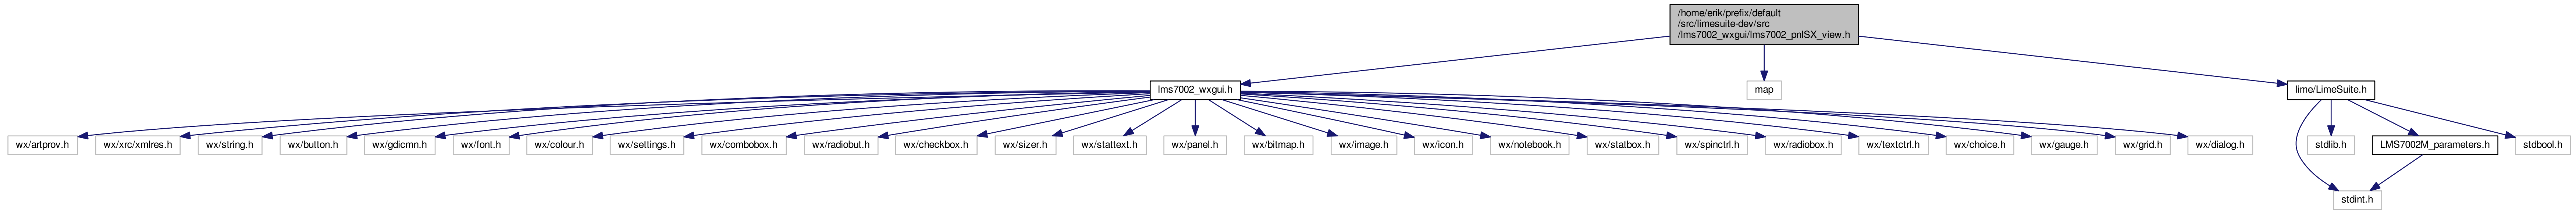 /home/erik/prefix/default
/src/limesuite-dev/src
/lms7002_wxgui/lms7002_pnlSX_view.h
lms7002_wxgui.h
map
lime/LimeSuite.h
wx/artprov.h
wx/xrc/xmlres.h
wx/string.h
wx/button.h
wx/gdicmn.h
wx/font.h
wx/colour.h
wx/settings.h
wx/combobox.h
wx/radiobut.h
wx/checkbox.h
wx/sizer.h
wx/stattext.h
wx/panel.h
wx/bitmap.h
wx/image.h
wx/icon.h
wx/notebook.h
wx/statbox.h
wx/spinctrl.h
wx/radiobox.h
wx/textctrl.h
wx/choice.h
wx/gauge.h
wx/grid.h
wx/dialog.h
stdlib.h
LMS7002M_parameters.h
stdbool.h
stdint.h